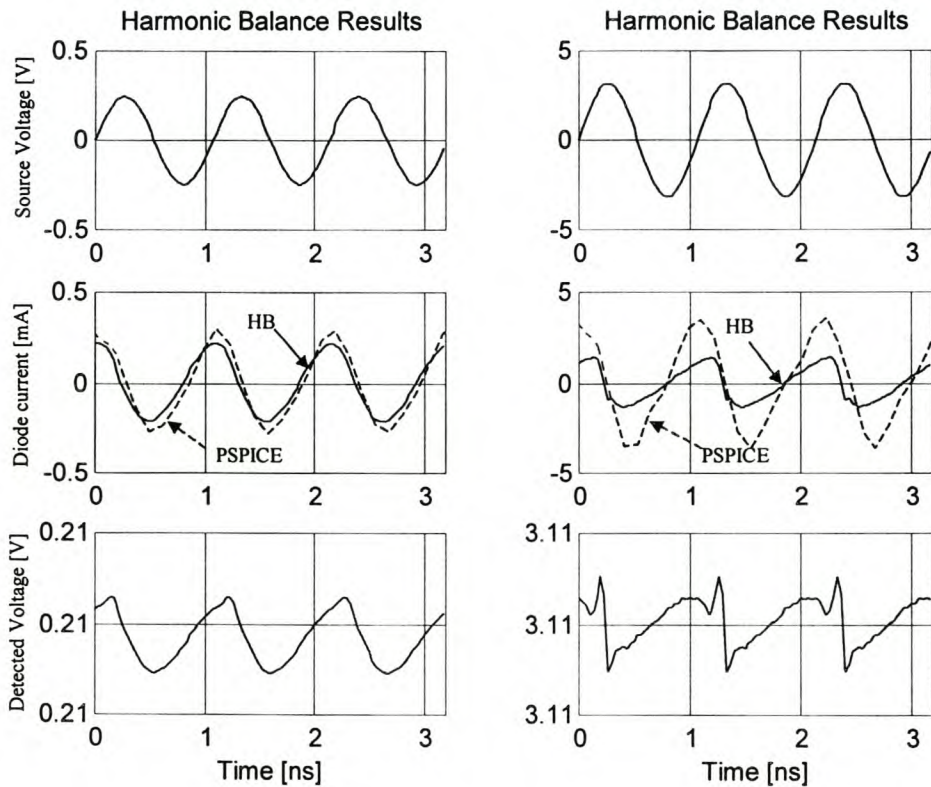 Harmonic Balance Results
Source Voltage [V]
0.5
0
-0.5
0 1 2 3
Diode current [mA]
0.5
0
-0.5
HB
PSPICE
0 1 2 3
Detected Voltage [V]
0.21
0.21
0.21
0 1 2 3
Time [ns]
Harmonic Balance Results
5
0
-5
0 1 2 3
5
0
-5
HB
PSPICE
0 1 2 3
3.111
3.111
3.111
0 1 2 3
Time [ns]